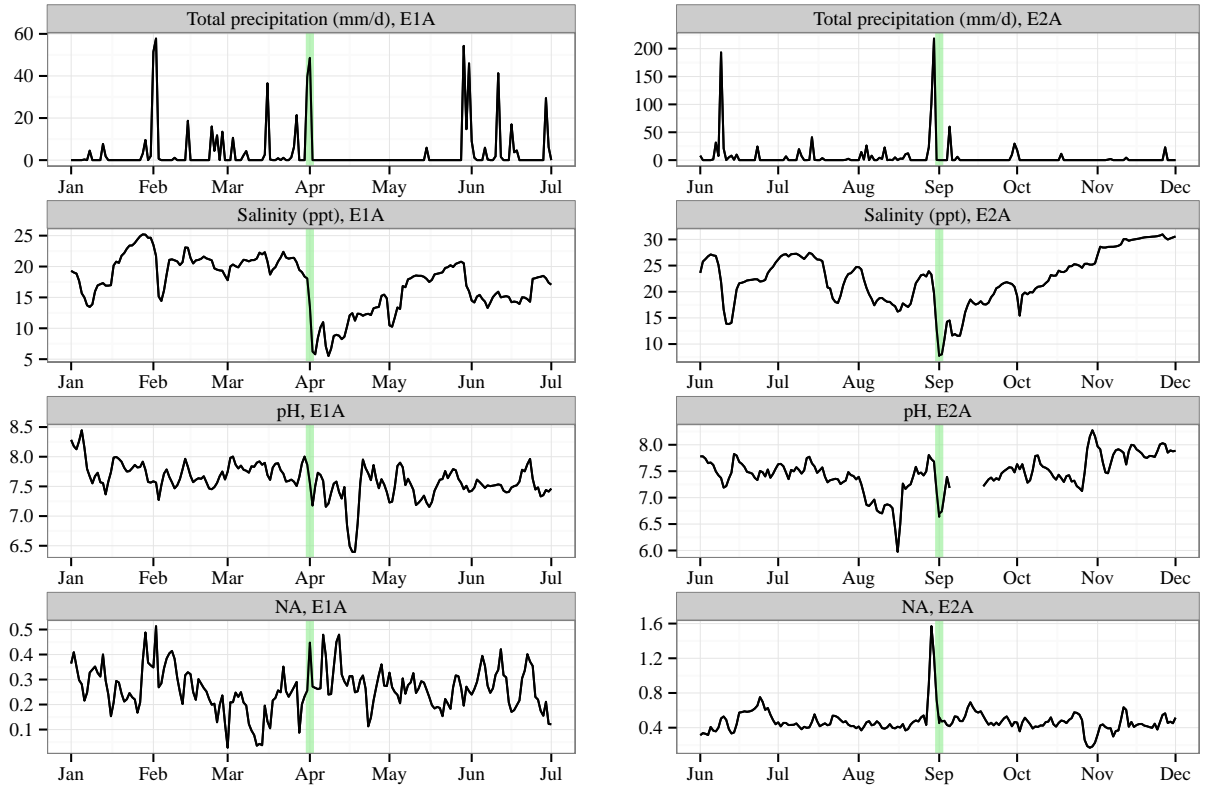 Total precipitation (mm/d), E1A
60
40
20
0
Jan Feb Mar Apr May Jun Jul
Salinity (ppt), E1A
25
20
15
10
5
Jan Feb Mar Apr May Jun Jul
pH, E1A
8.5
8.0
7.5
7.0
6.5
Jan Feb Mar Apr May Jun Jul
NA, E1A
0.5
0.4
0.3
0.2
0.1
Jan Feb Mar Apr May Jun Jul
Total precipitation (mm/d), E2A
200
150
100
50
0
Jun Jul Aug Sep Oct Nov Dec
Salinity (ppt), E2A
30
25
20
15
10
Jun Jul Aug Sep Oct Nov Dec
pH, E2A
8.0
7.5
7.0
6.5
6.0
Jun Jul Aug Sep Oct Nov Dec
NA, E2A
1.6
1.2
0.8
0.4
Jun Jul Aug Sep Oct Nov Dec